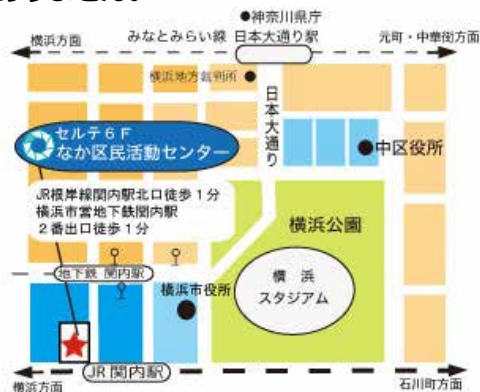 ●神奈川県庁
横浜方面
みなとみらい線 日本大通り駅
元町・中華街方面
横浜地方裁判所
日本大通り
セルテ6F
なか区民活動センター
中区役所
JR根岸線関内駅北口徒歩1分
横浜市営地下鉄関内駅
2番出口徒歩1分
横浜公園
地下鉄 関内駅
横浜市役所
横浜
スタジアム
JR 関内駅
横浜方面
石川町方面